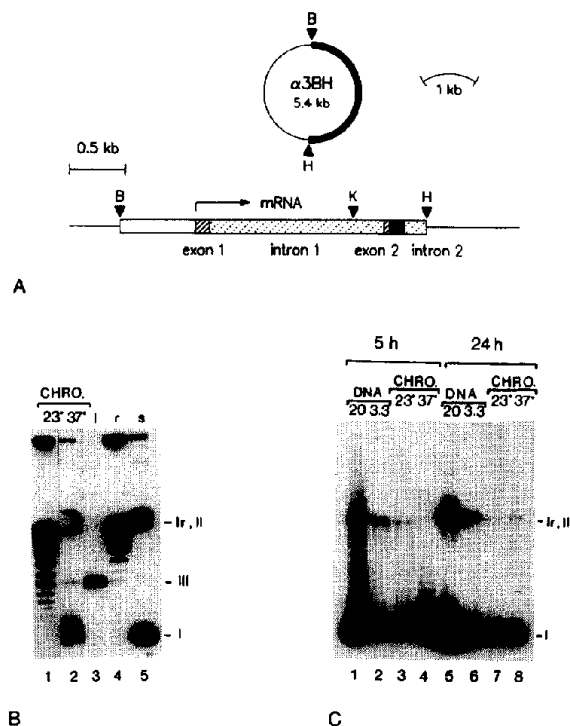 B
α3BH
5.4 kb
1 kb
H
0.5 kb
B
mRNA
K
H
exon 1
intron 1
exon 2
intron 2
A
CHRO.
23° 37° l r s
Ir, II
III
I
1 2 3 4 5
B
5 h 24 h
DNA CHRO. DNA CHRO.
20 3.3 23° 37° 20 3.3 23° 37°
Ir, II
I
1 2 3 4 5 6 7 8
C